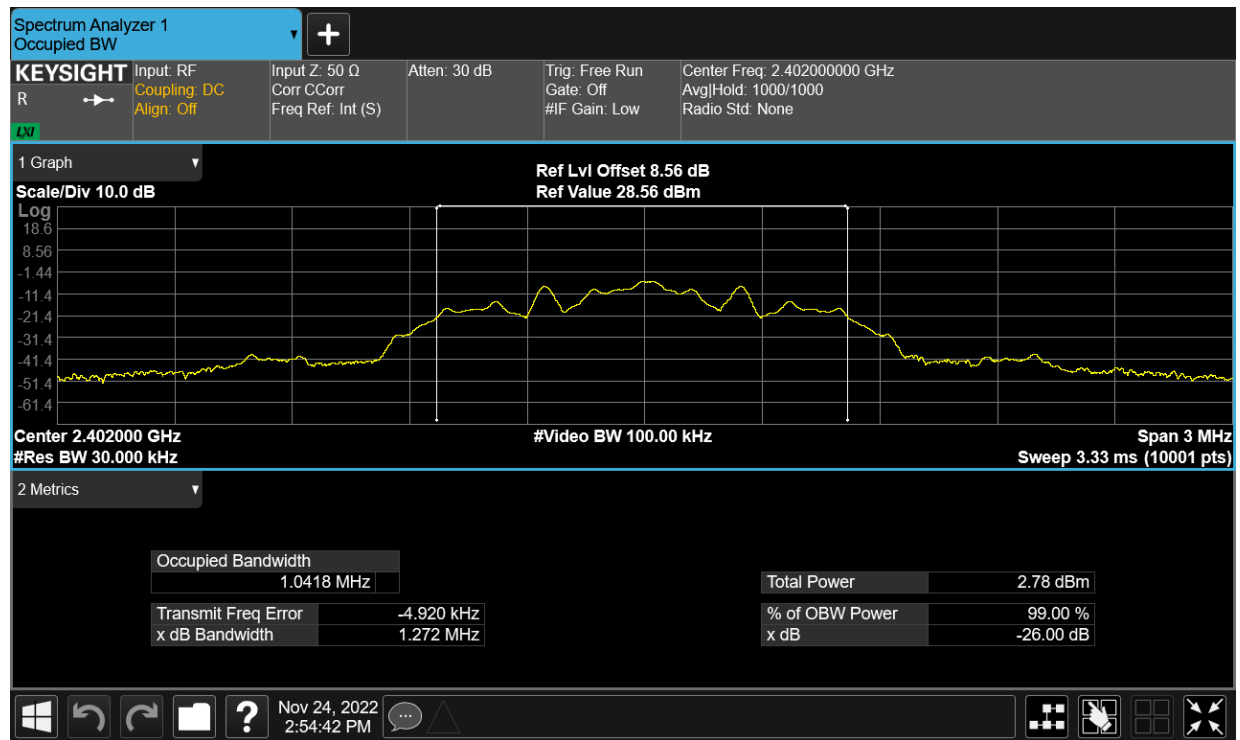 Spectrum Analyzer 1
Occupied BW
KEYSIGHT
R
LXI
Input: RF
Coupling: DC
Align: Off
Input Z: 50 Ω
Corr CCorr
Freq Ref: Int (S)
Atten: 30 dB
Trig: Free Run
Gate: Off
#IF Gain: Low
Center Freq: 2.402000000 GHz
Avg|Hold: 1000/1000
Radio Std: None
1 Graph
Scale/Div 10.0 dB
Ref Lvl Offset 8.56 dB
Ref Value 28.56 dBm
Log
18.6
8.56
-1.44
-11.4
-21.4
-31.4
-41.4
-51.4
-61.4
Center 2.402000 GHz
#Res BW 30.000 kHz
#Video BW 100.00 kHz
Span 3 MHz
Sweep 3.33 ms (10001 pts)
2 Metrics
Occupied Bandwidth
1.0418 MHz
Transmit Freq Error -4.920 kHz
x dB Bandwidth 1.272 MHz
Total Power 2.78 dBm
% of OBW Power 99.00 %
x dB -26.00 dB
?
Nov 24, 2022
2:54:42 PM